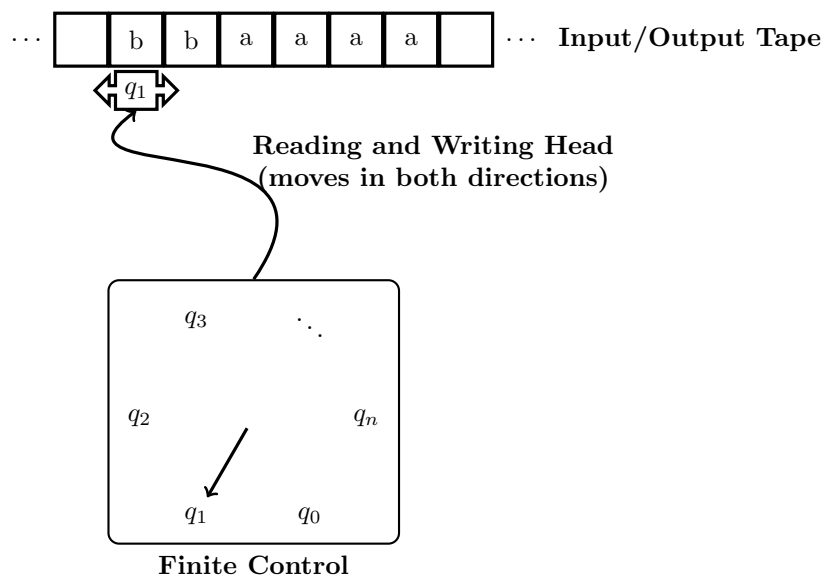 … b b a a a a … Input/Output Tape
q₁
Reading and Writing Head
(moves in both directions)
q₃ ⋱
q₂ qₙ
q₁ q₀
Finite Control